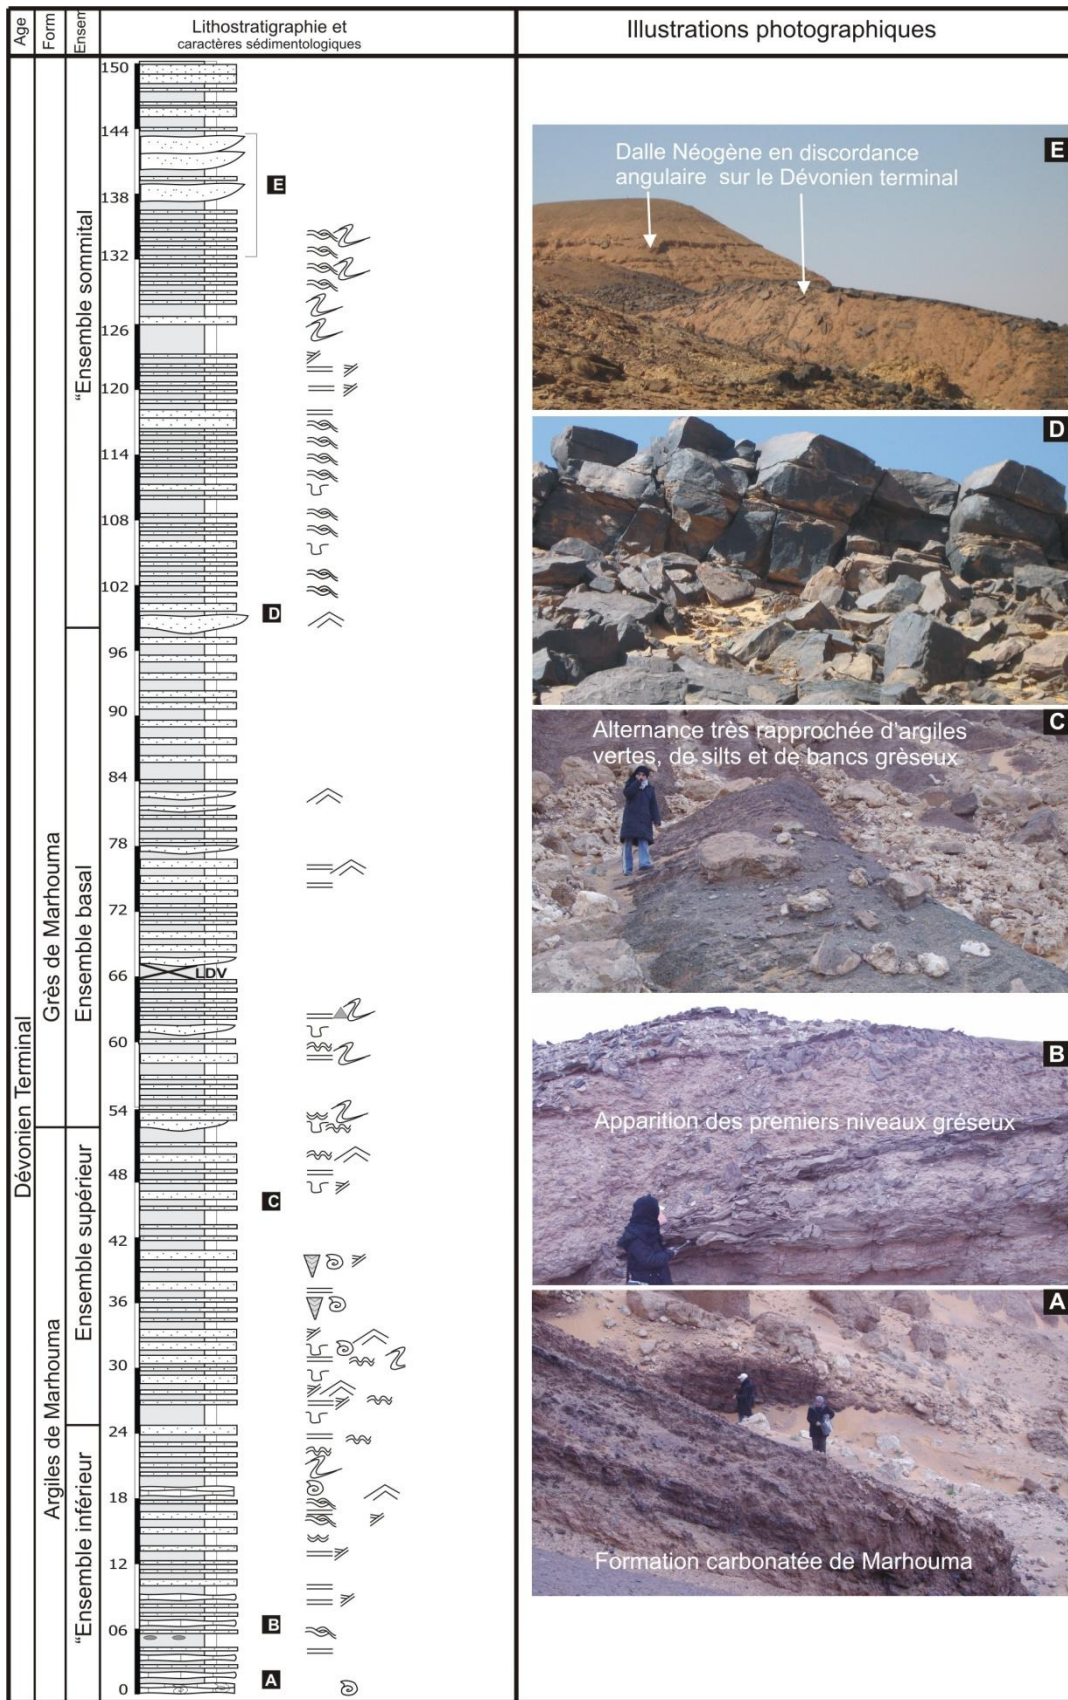 Age
Form
Ensem
Lithostratigraphie et
caractères sédimentologiques
Illustrations photographiques
Dévonien Terminal
Grès de Marhouma
Argiles de Marhouma
"Ensemble sommital
Ensemble basal
Ensemble supérieur
"Ensemble inférieur
150
144
138
132
126
120
114
108
102
96
90
84
78
72
66
60
54
48
42
36
30
24
18
12
06
0
LDV
E
D
C
B
A
E
Dalle Néogène en discordance
angulaire sur le Dévonien terminal
D
C
Alternance très rapprochée d'argiles
vertes, de silts et de bancs grèseux
B
Apparition des premiers niveaux gréseux
A
Formation carbonatée de Marhouma